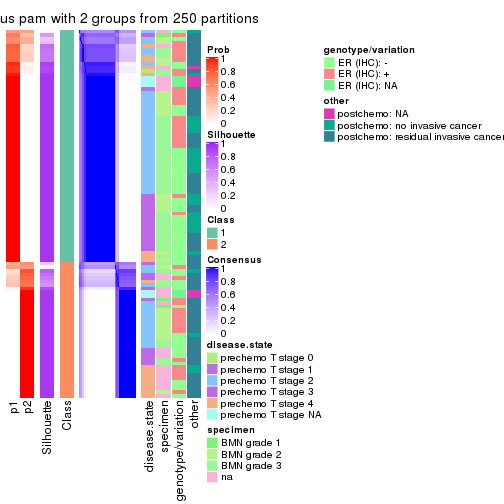 us pam with 2 groups from 250 partitions
p1
p2
Silhouette
Class
disease.state
specimen
genotype/variation
other
Prob
1
0.8
0.6
0.4
0.2
0
Silhouette
1
0.8
0.6
0.4
0.2
0
Class
1
2
Consensus
1
0.8
0.6
0.4
0.2
0
disease.state
prechemo T stage 0
prechemo T stage 1
prechemo T stage 2
prechemo T stage 3
prechemo T stage 4
prechemo T stage NA
specimen
BMN grade 1
BMN grade 2
BMN grade 3
na
genotype/variation
ER (IHC): -
ER (IHC): +
ER (IHC): NA
other
postchemo: NA
postchemo: no invasive cancer
postchemo: residual invasive cancer